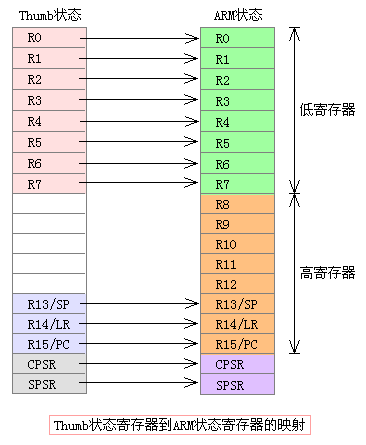 Thumb状态 ARM状态
R0 R0
R1 R1
R2 R2
R3 R3
R4 R4
低寄存器
R5 R5
R6 R6
R7 R7
R8
R9
R10
R11
高寄存器
R12
R13/SP R13/SP
R14/LR R14/LR
R15/PC R15/PC
CPSR CPSR
SPSR SPSR
Thumb状态寄存器到ARM状态寄存器的映射